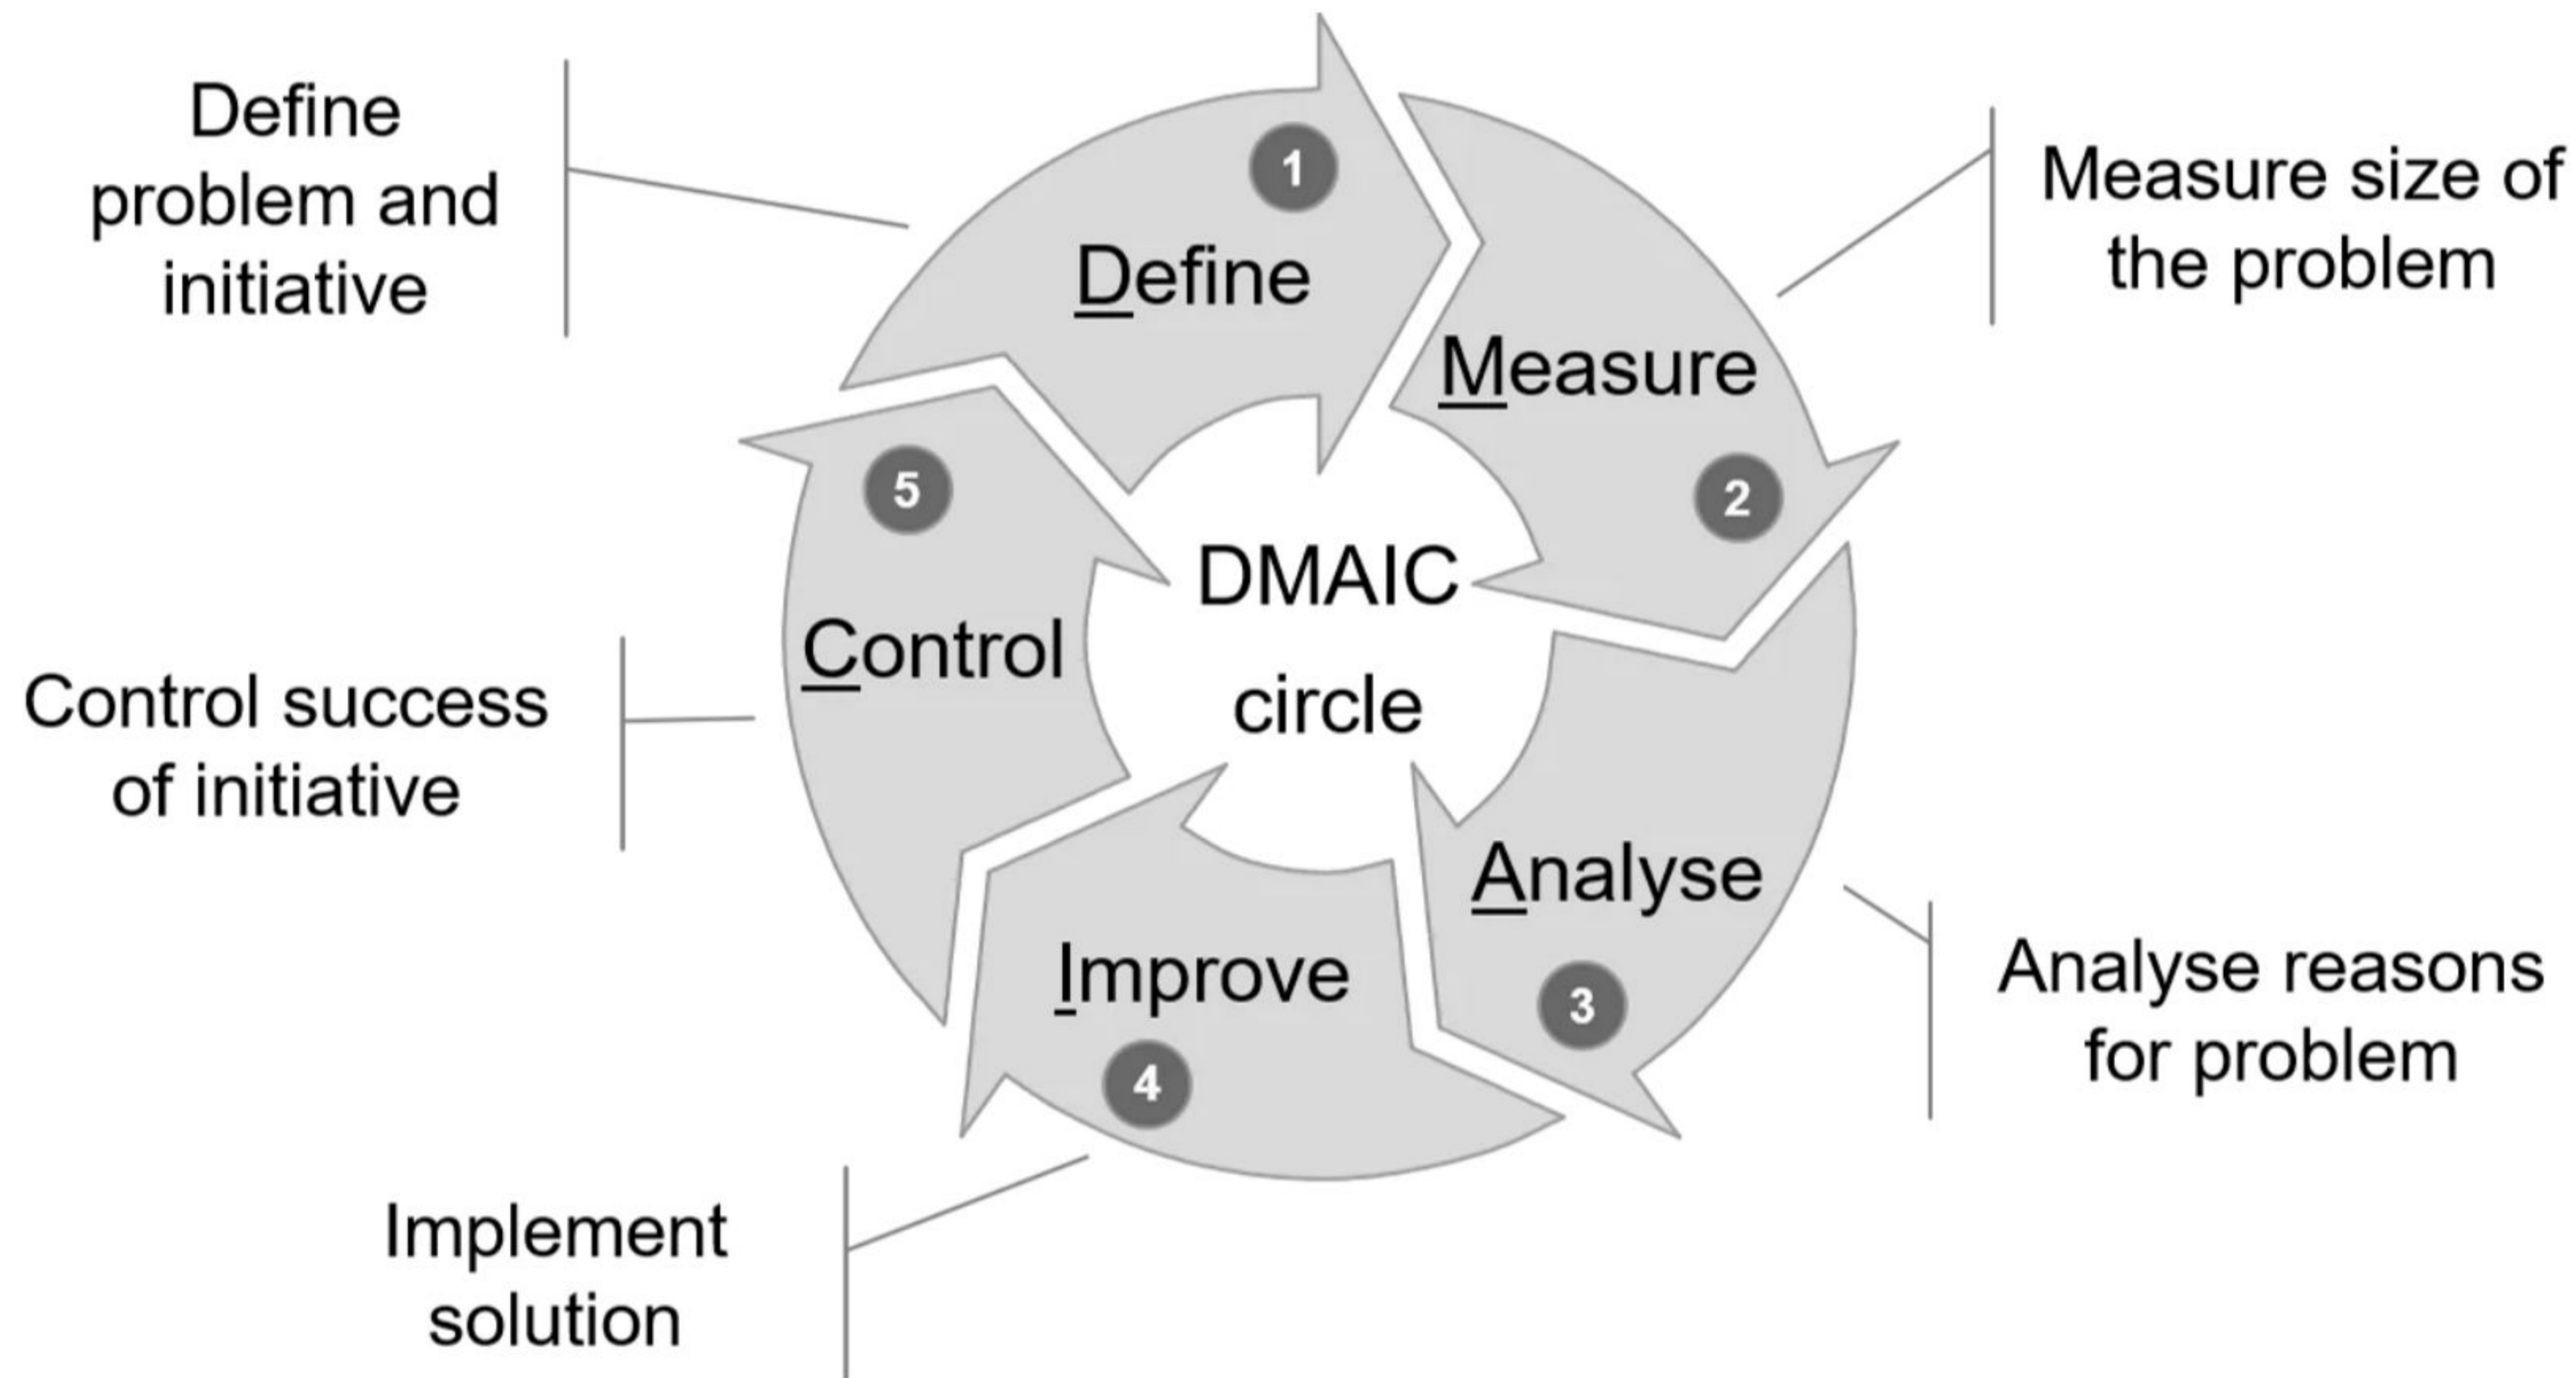 Define
problem and
initiative
1
Define
Measure size of
the problem
Measure
2
DMAIC
circle
5
Control
Control success
of initiative
Analyse
3
Analyse reasons
for problem
Improve
4
Implement
solution